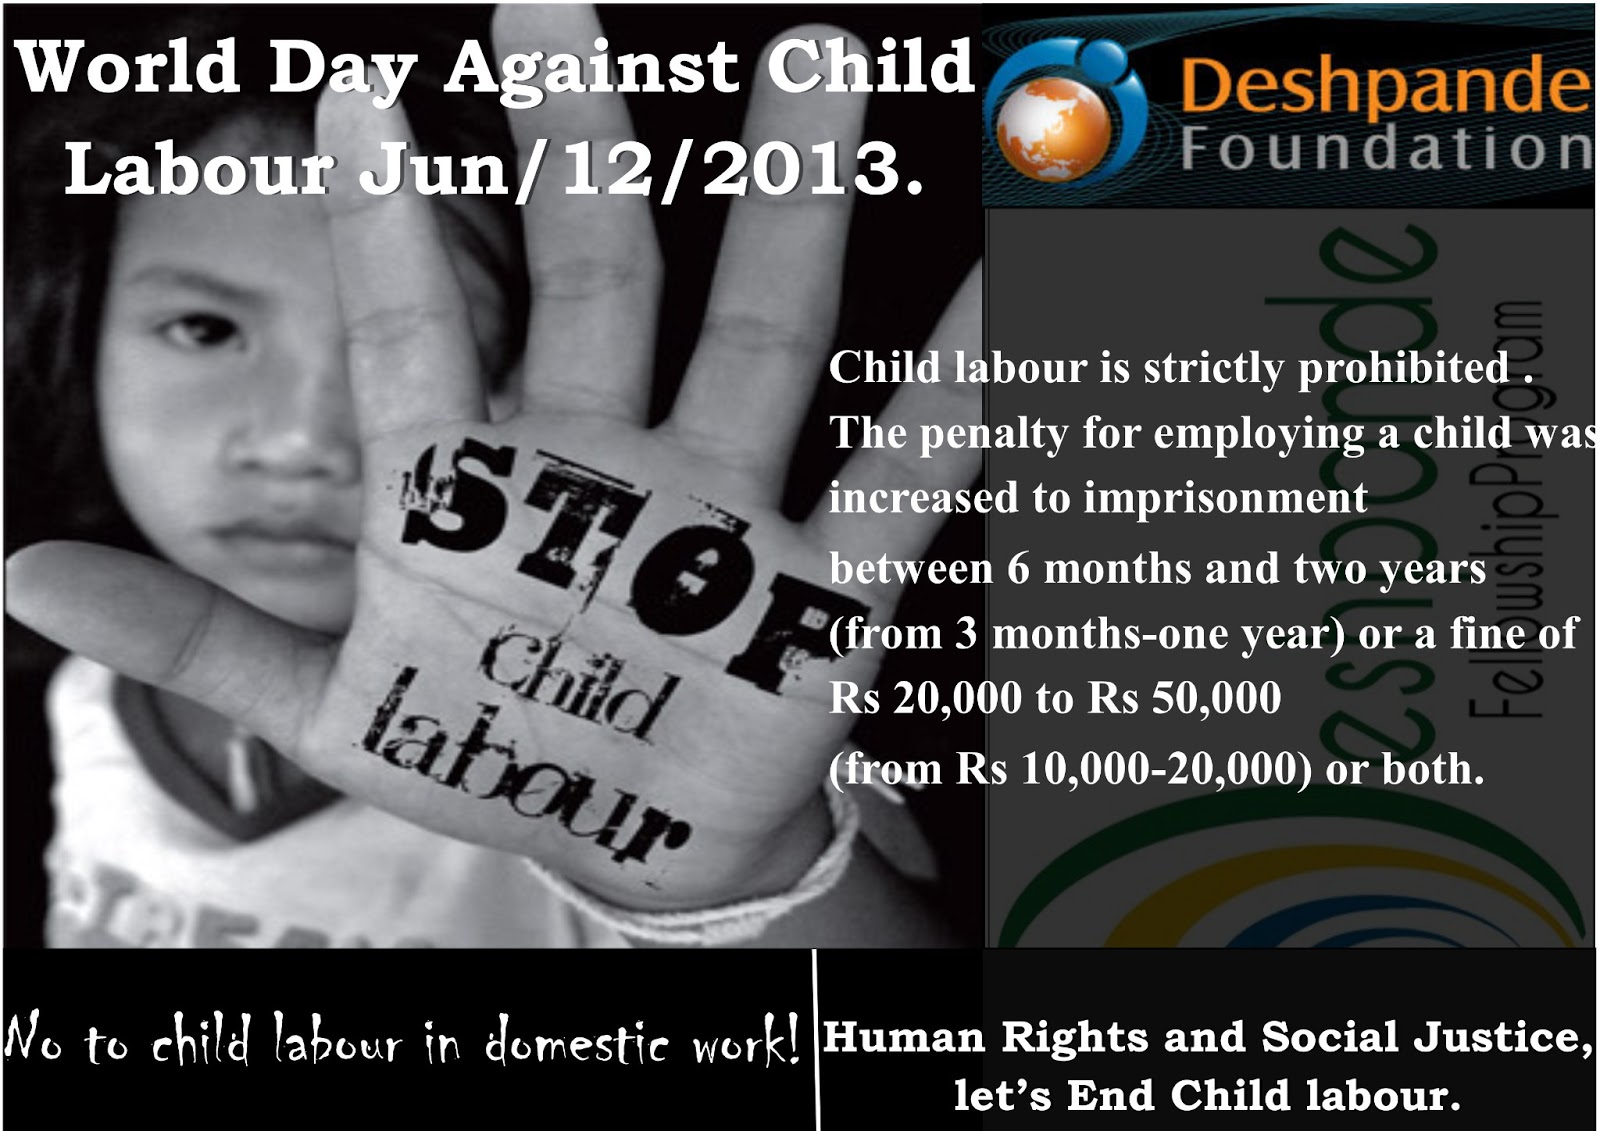 World Day Against Child
Labour Jun/12/2013.
Deshpande
Foundation
STOP
Child
labour
Child labour is strictly prohibited .
The penalty for employing a child was
increased to imprisonment
between 6 months and two years
(from 3 months-one year) or a fine of
Rs 20,000 to Rs 50,000
(from Rs 10,000-20,000) or both.
eshpande
FellowshipProgram
No to child labour in domestic work!
Human Rights and Social Justice,
let’s End Child labour.